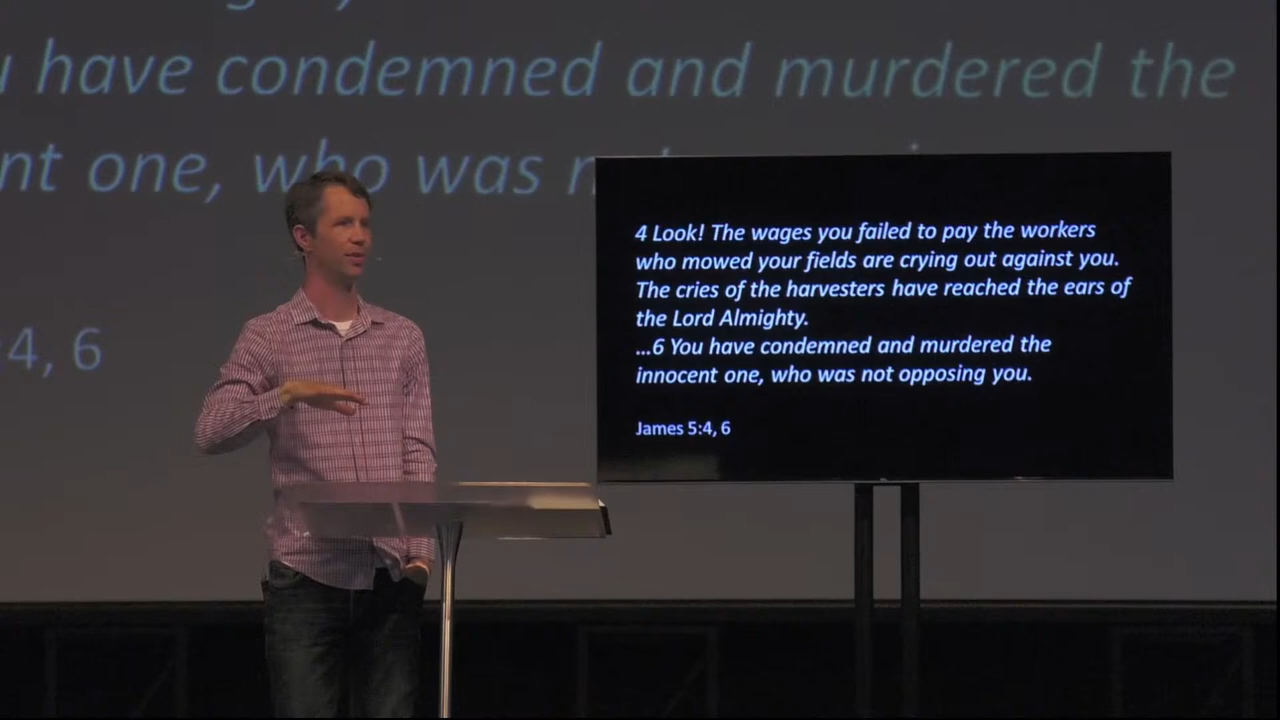 u have condemned and murdered the
nt one, who was n
:4, 6
4 Look! The wages you failed to pay the workers
who mowed your fields are crying out against you.
The cries of the harvesters have reached the ears of
the Lord Almighty.
...6 You have condemned and murdered the
innocent one, who was not opposing you.
James 5:4, 6